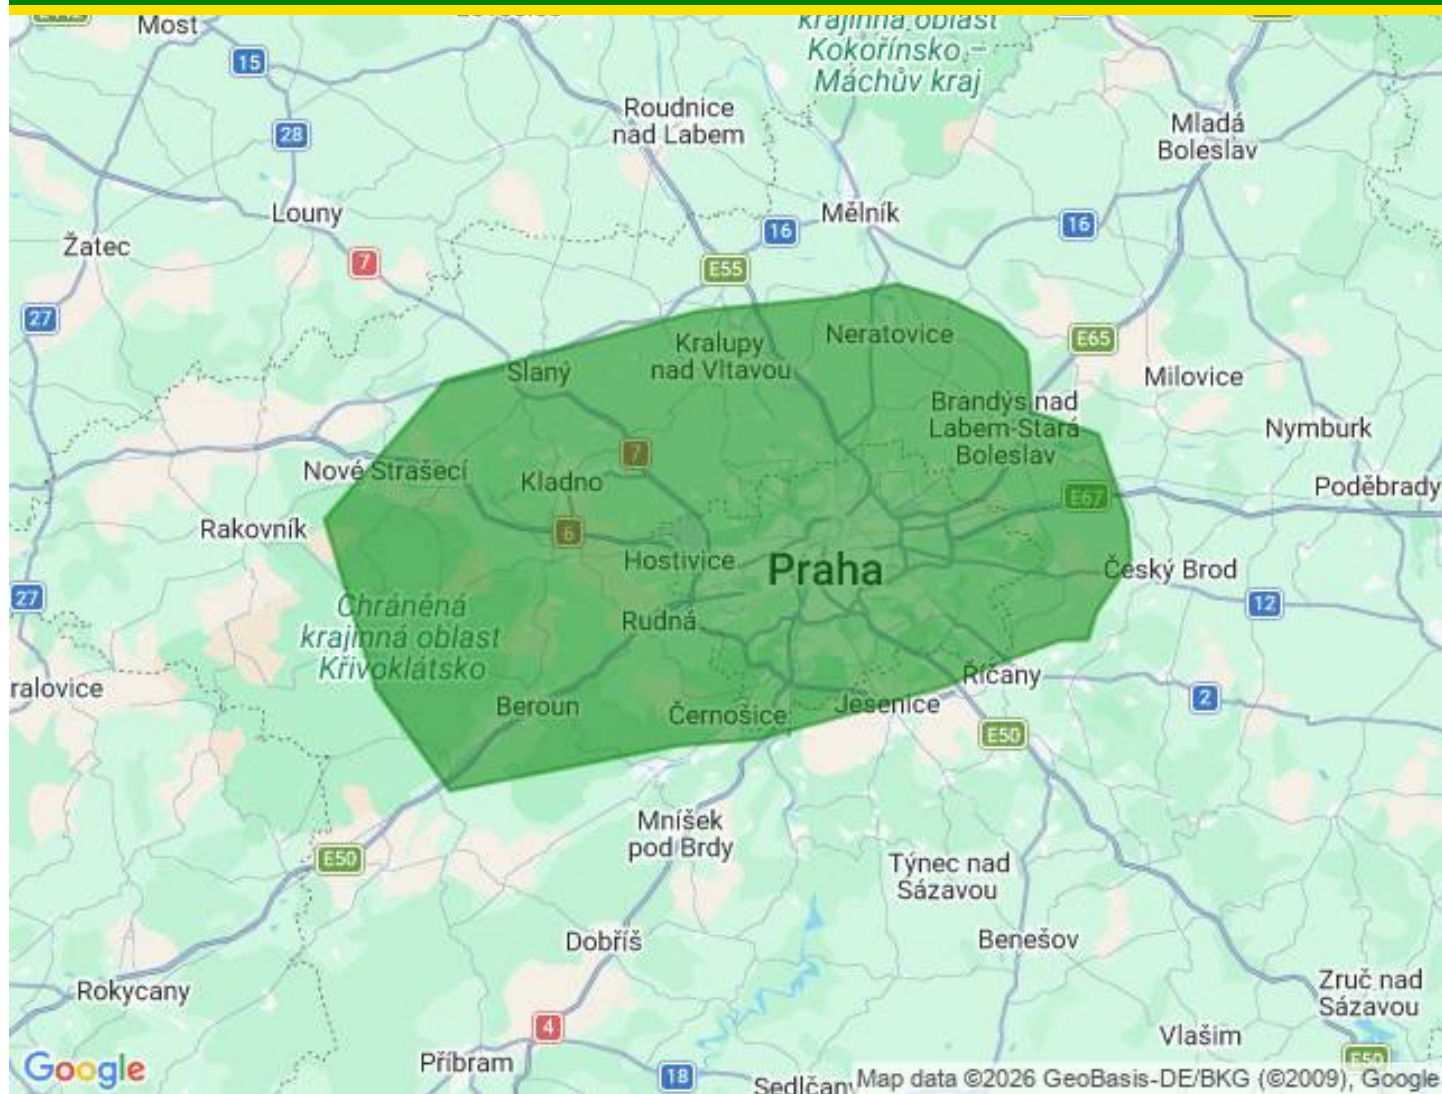 Most
krajinná oblast
Kokořínsko –
Máchův kraj
15
Roudnice
nad Labem
28
Mladá
Boleslav
Louny
Mělník
16
16
Žatec
7
E55
27
Neratovice
E65
Kralupy
nad Vltavou
Slaný
Milovice
Brandýs nad
Labem-Stará
Boleslav
Nymburk
7
Nové Strašecí
Kladno
E67
Poděbrady
Rakovník
6
Hostivice
Praha
Český Brod
27
12
Chráněná
krajinná oblast
Křivoklátsko
Rudná
Říčany
ralovice
2
Beroun
Černošice
Jesenice
E50
Mníšek
pod Brdy
E50
Týnec nad
Sázavou
Dobříš
Benešov
Rokycany
Zruč nad
Sázavou
4
Vlašim
Příbram
E50
Google
18
Sedlčan
Map data ©2026 GeoBasis-DE/BKG (©2009), Google